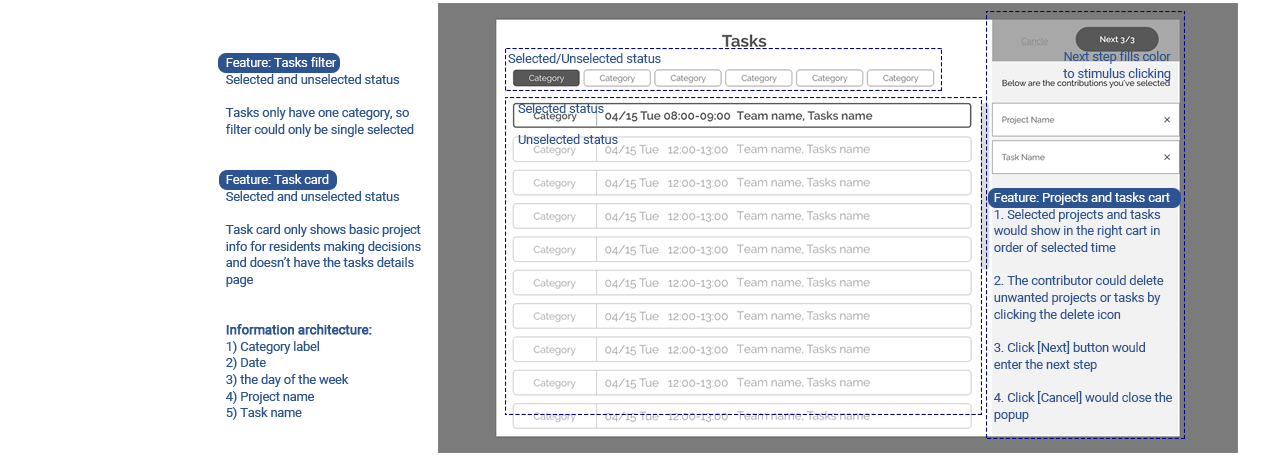 Feature: Tasks filter
Selected and unselected status
Tasks only have one category, so
filter could only be single selected
Feature: Task card
Selected and unselected status
Task card only shows basic project
info for residents making decisions
and doesn't have the tasks details
page
Information architecture:
1) Category label
2) Date
3) the day of the week
4) Project name
5) Task name
Tasks
Selected/Unselected status
Category Category Category Category Category Category
Selected status
Category 04/15 Tue 08:00-09:00 Team name, Tasks name
Unselected status
Category 04/15 Tue 12:00-13:00 Team name, Tasks name
Category 04/15 Tue 12:00-13:00 Team name, Tasks name
Category 04/15 Tue 12:00-13:00 Team name, Tasks name
Category 04/15 Tue 12:00-13:00 Team name, Tasks name
Category 04/15 Tue 12:00-13:00 Team name, Tasks name
Category 04/15 Tue 12:00-13:00 Team name, Tasks name
Category 04/15 Tue 12:00-13:00 Team name, Tasks name
Category 04/15 Tue 12:00-13:00 Team name, Tasks name
Category 04/15 Tue 12:00-13:00 Team name, Tasks name
Cancle Next 3/3
Next step fills color
to stimulus clicking
Below are the contributions you've selected
Project Name ×
Task Name ×
Feature: Projects and tasks cart
1. Selected projects and tasks
would show in the right cart in
order of selected time
2. The contributor could delete
unwanted projects or tasks by
clicking the delete icon
3. Click [Next] button would
enter the next step
4. Click [Cancel] would close the
popup